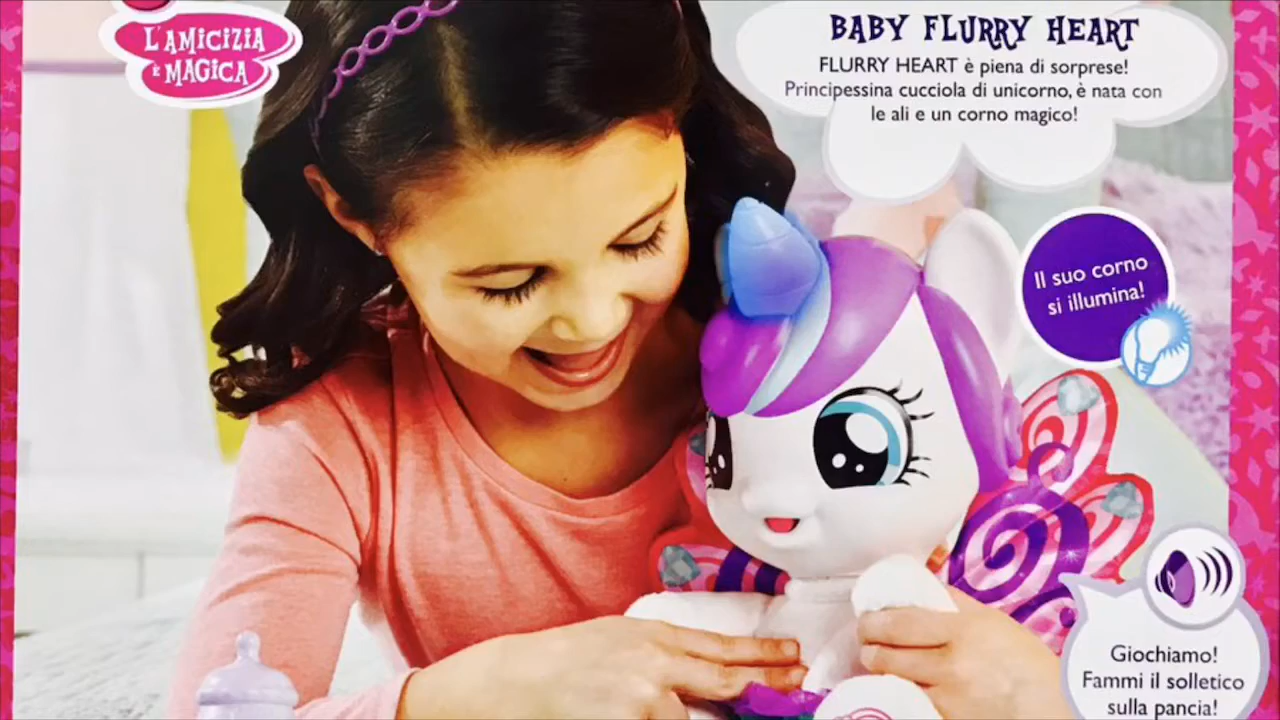 L'AMICIZIA
È MAGICA
BABY FLURRY HEART
FLURRY HEART è piena di sorprese!
Principessina cucciola di unicorno, è nata con
le ali e un corno magico!
Il suo corno
si illumina!
Giochiamo!
Fammi il solletico
sulla pancia!